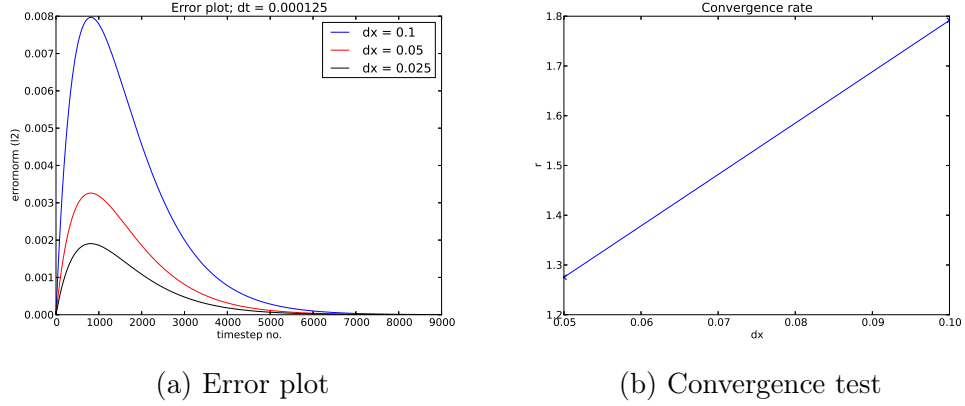 Error plot; dt = 0.000125
0.008
0.007
0.006
0.005
0.004
0.003
0.002
0.001
0.000
errornorm (l2)
dx = 0.1
dx = 0.05
dx = 0.025
0 1000 2000 3000 4000 5000 6000 7000 8000 9000
timestep no.
(a) Error plot
Convergence rate
1.8
1.7
1.6
1.5
1.4
1.3
1.2
r
0.05 0.06 0.07 0.08 0.09 0.10
dx
(b) Convergence test